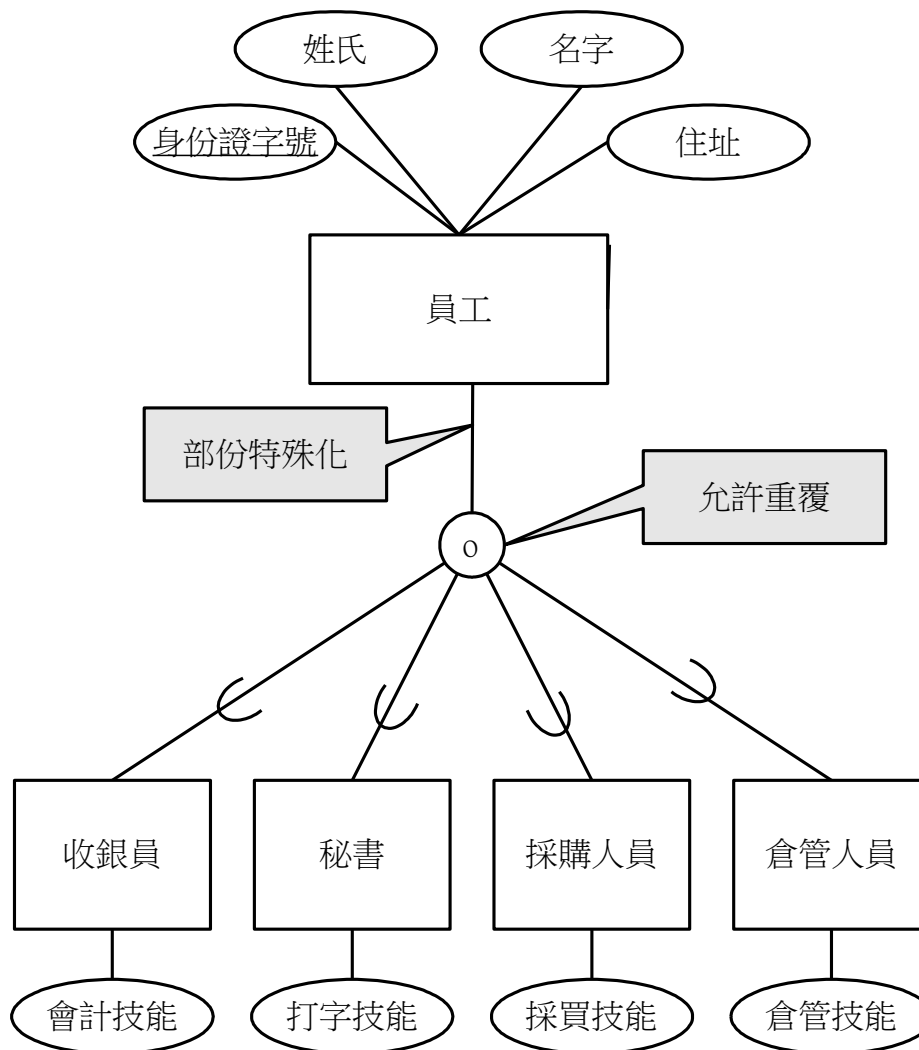 姓氏
名字
身份證字號
住址
員工
部份特殊化
允許重覆
o
收銀員
秘書
採購人員
倉管人員
會計技能
打字技能
採買技能
倉管技能